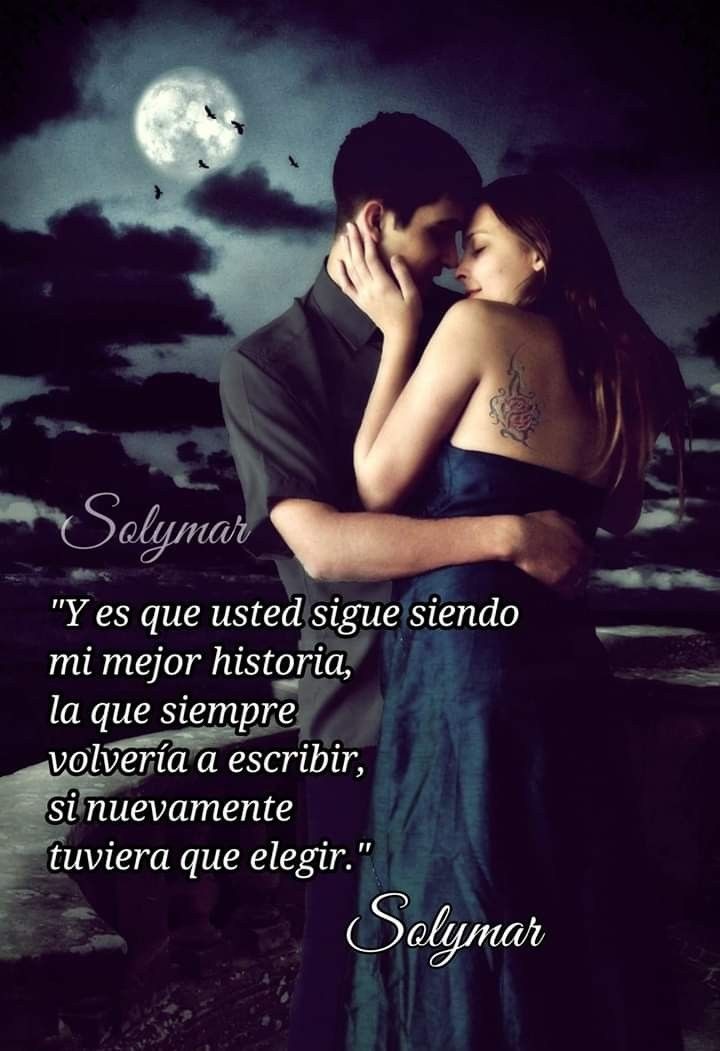 Solymar
"Y es que usted sigue siendo
mi mejor historia,
la que siempre
volvería a escribir,
si nuevamente
tuviera que elegir."
Solymar